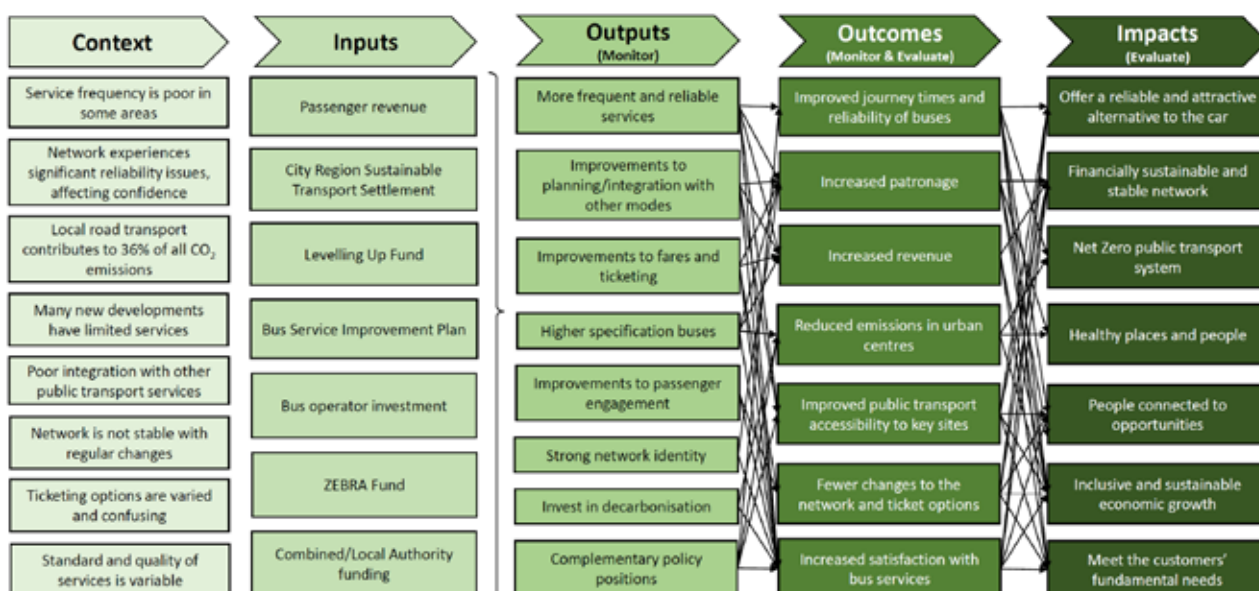 Context
Inputs
Outputs
(Monitor)
Outcomes
(Monitor & Evaluate)
Impacts
(Evaluate)
Service frequency is poor in
some areas
Network experiences
significant reliability issues,
affecting confidence
Local road transport
contributes to 36% of all CO₂
emissions
Many new developments
have limited services
Poor integration with other
public transport services
Network is not stable with
regular changes
Ticketing options are varied
and confusing
Standard and quality of
services is variable
Passenger revenue
City Region Sustainable
Transport Settlement
Levelling Up Fund
Bus Service Improvement Plan
Bus operator investment
ZEBRA Fund
Combined/Local Authority
funding
More frequent and reliable
services
Improvements to
planning/integration with
other modes
Improvements to fares and
ticketing
Higher specification buses
Improvements to passenger
engagement
Strong network identity
Invest in decarbonisation
Complementary policy
positions
Improved journey times and
reliability of buses
Increased patronage
Increased revenue
Reduced emissions in urban
centres
Improved public transport
accessibility to key sites
Fewer changes to the
network and ticket options
Increased satisfaction with
bus services
Offer a reliable and attractive
alternative to the car
Financially sustainable and
stable network
Net Zero public transport
system
Healthy places and people
People connected to
opportunities
Inclusive and sustainable
economic growth
Meet the customers'
fundamental needs